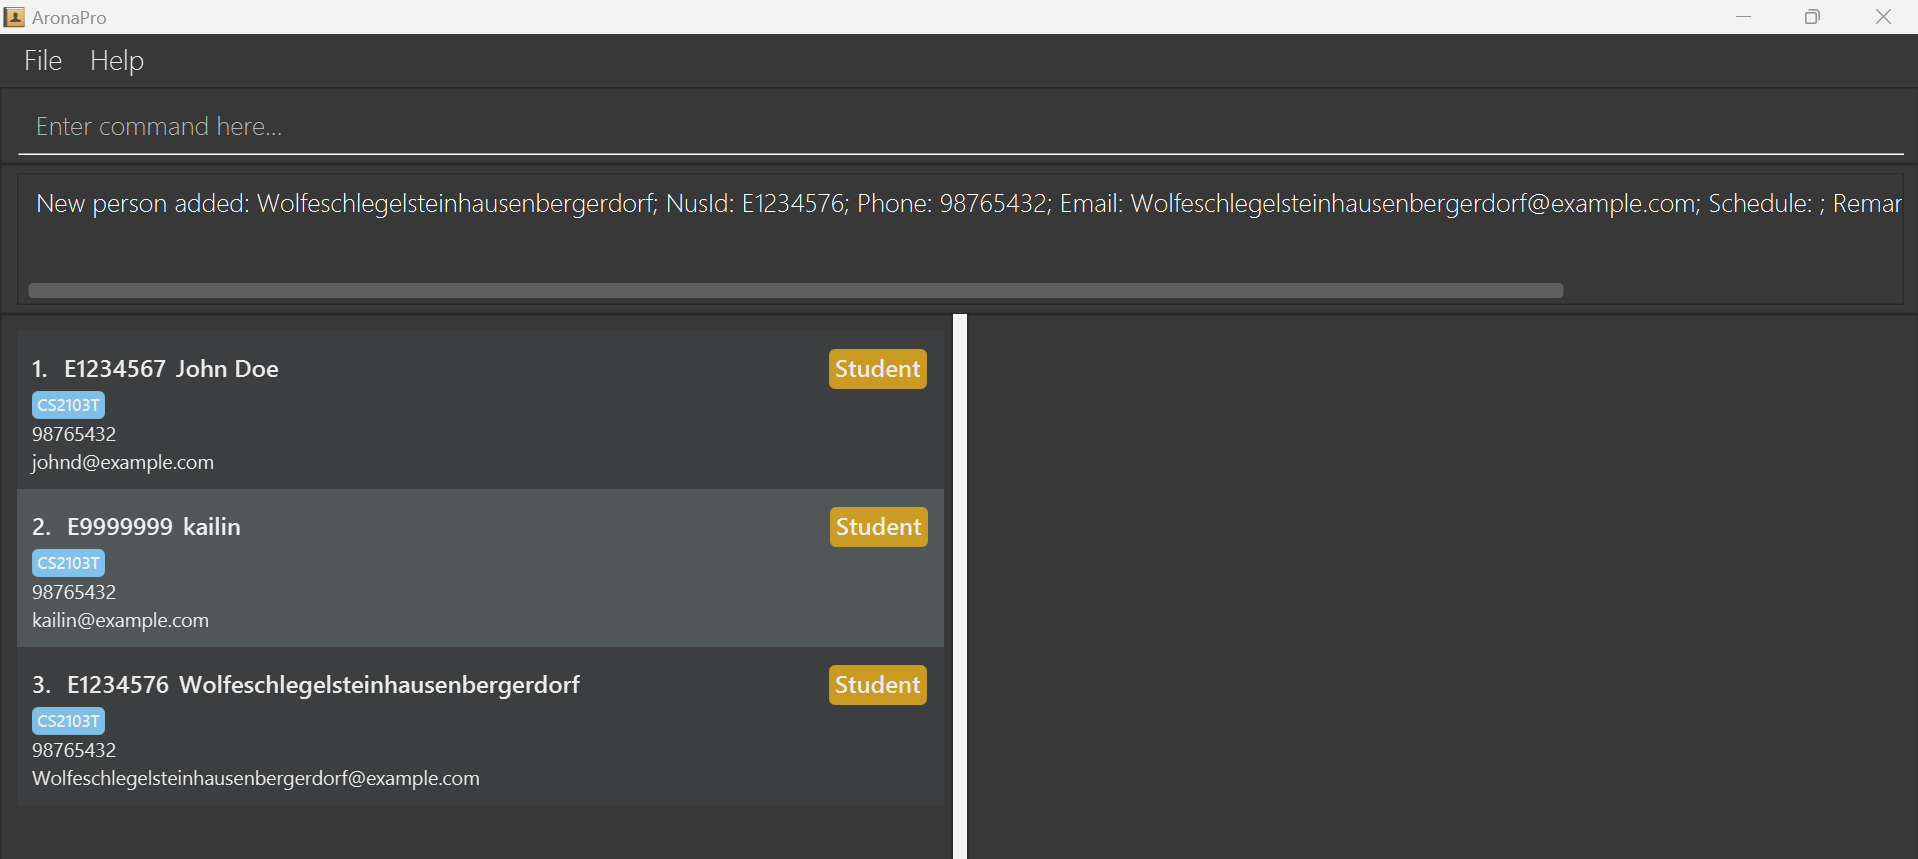 AronaPro
File Help
Enter command here...
New person added: Wolfeschlegelsteinhausenbergerdorf; NusId: E1234576; Phone: 98765432; Email: Wolfeschlegelsteinhausenbergerdorf@example.com; Schedule: ; Remar
1. E1234567 John Doe
Student
CS2103T
98765432
johnd@example.com
2. E9999999 kailin
Student
CS2103T
98765432
kailin@example.com
3. E1234576 Wolfeschlegelsteinhausenbergerdorf
Student
CS2103T
98765432
Wolfeschlegelsteinhausenbergerdorf@example.com